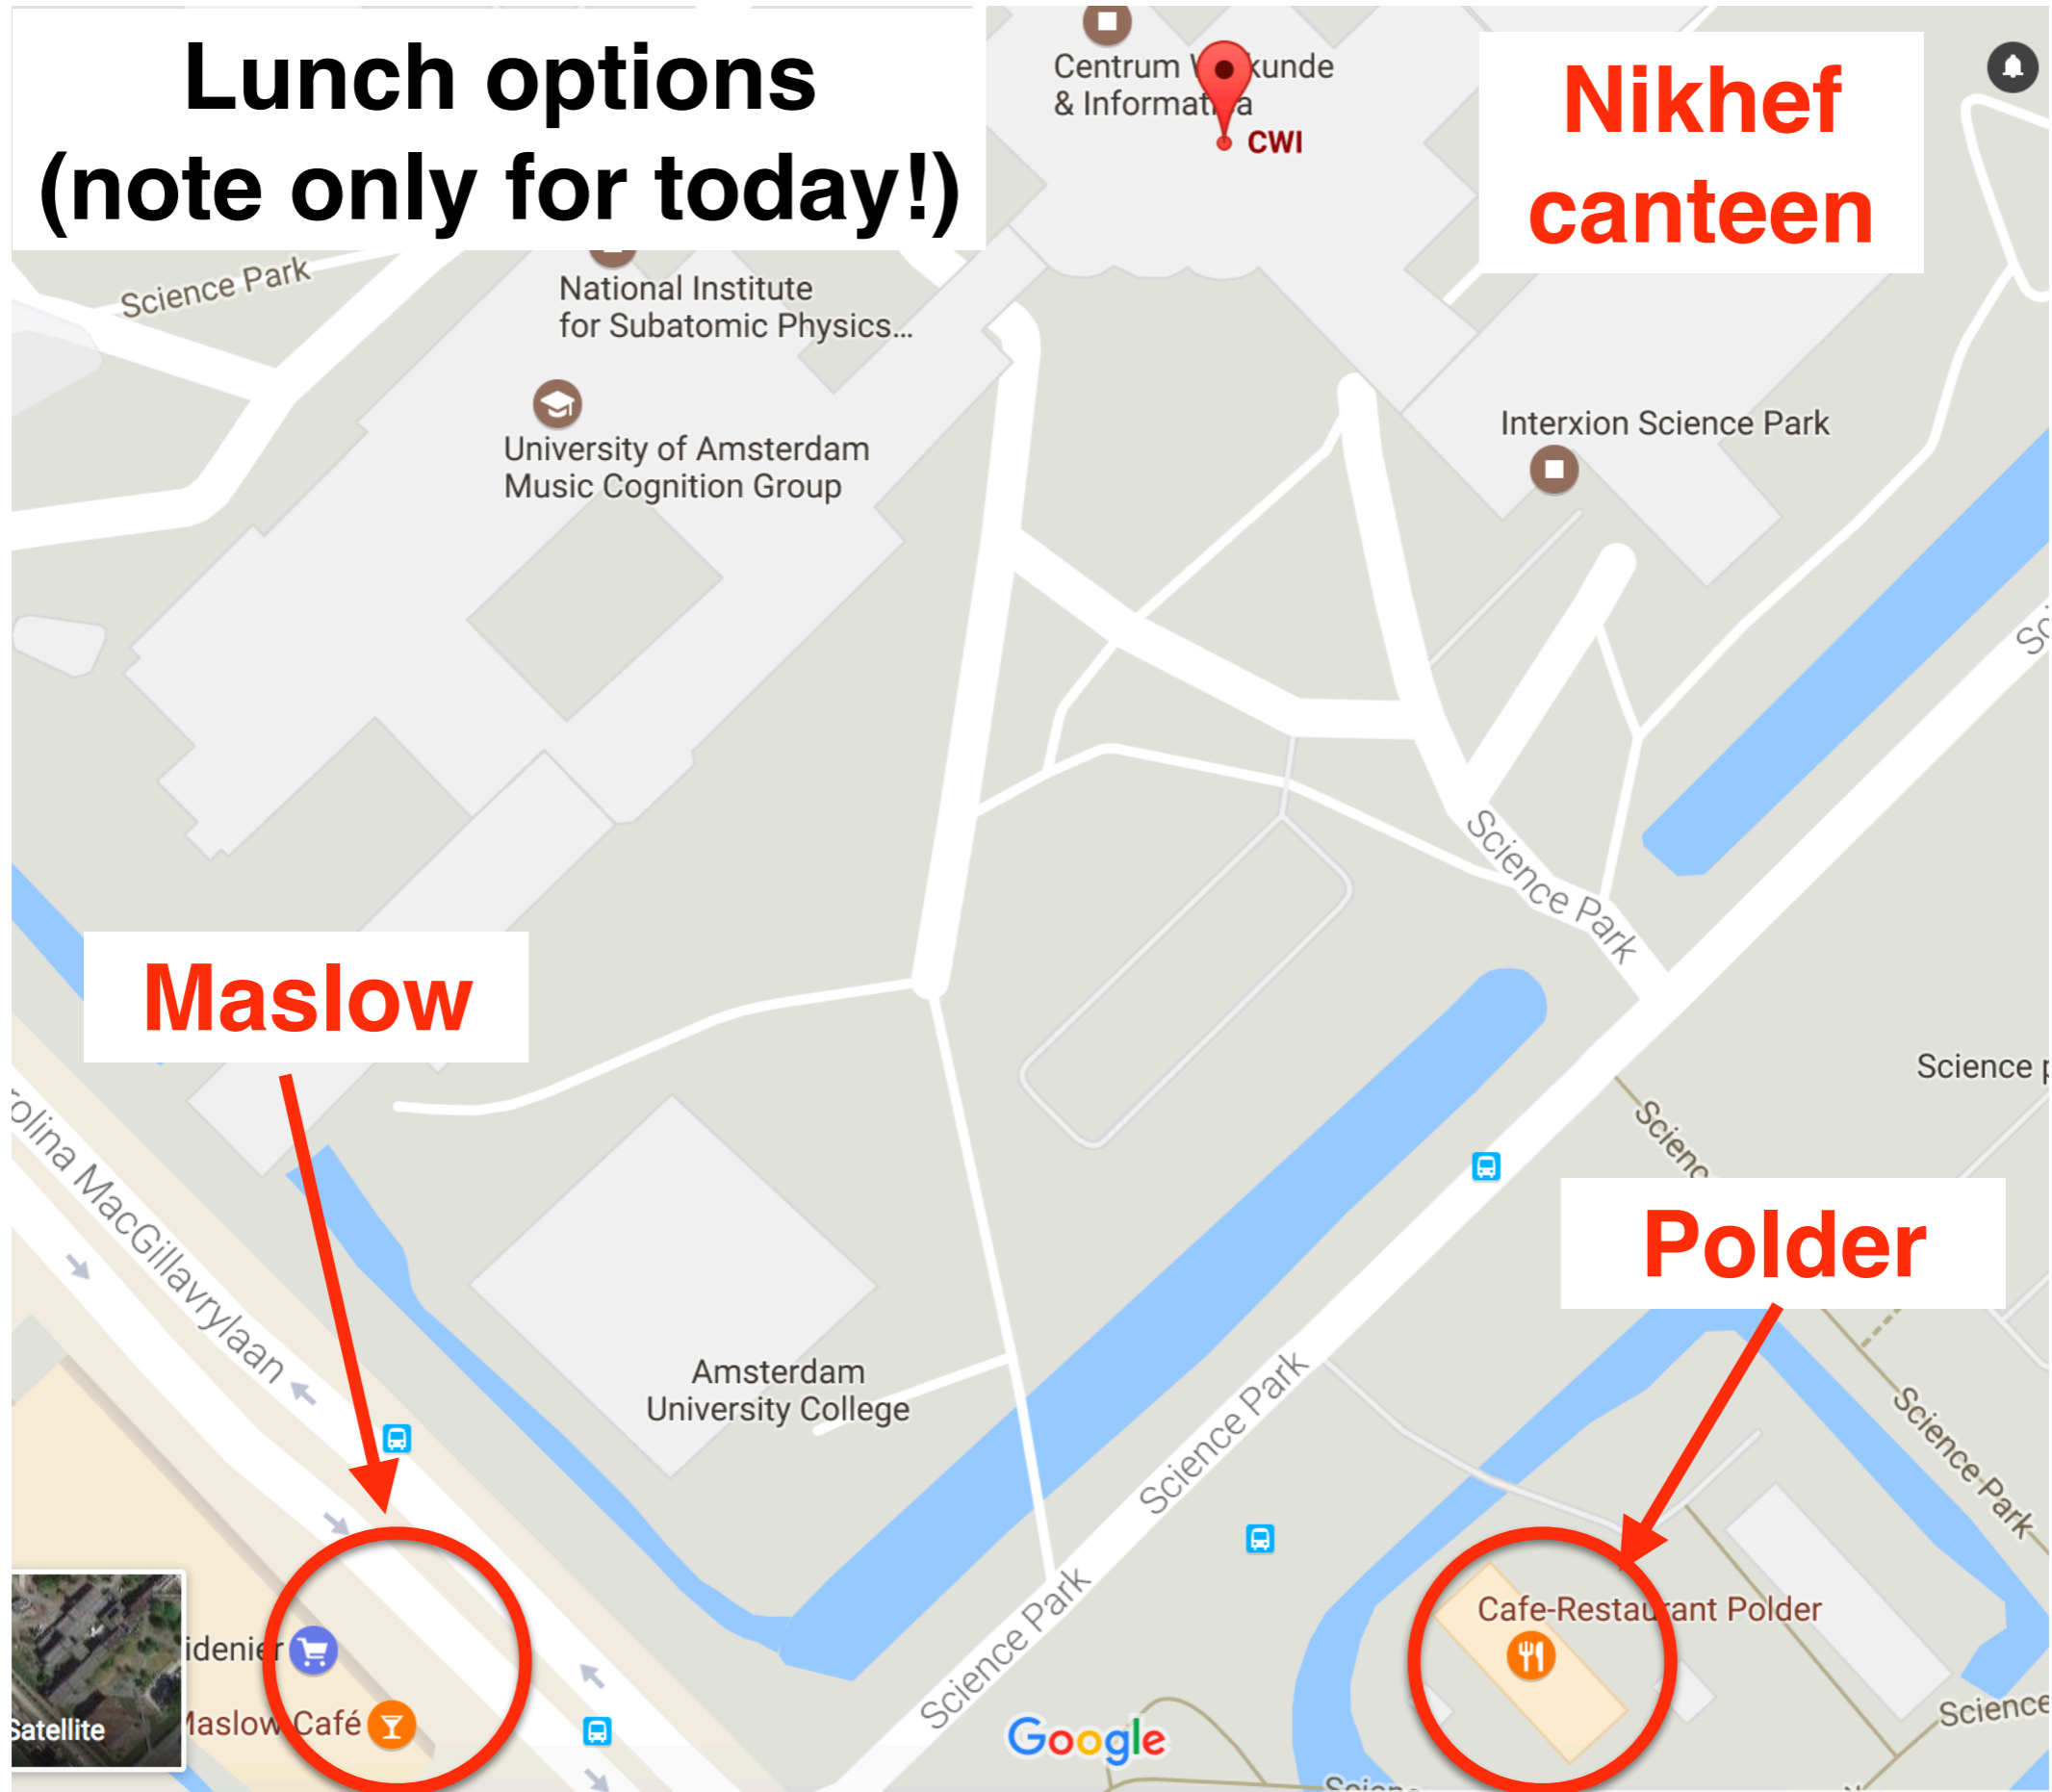 Lunch options
(note only for today!)
Centrum
& Informat
CWI
Nikhef
canteen
Science Park
National Institute
for Subatomic Physics...
University of Amsterdam
Music Cognition Group
Interxion Science Park
Science Park
Maslow
Science p
rolina MacGillavrylaan
Scienc
Polder
Amsterdam
University College
Science Park
Science Park
Cafe-Restaurant Polder
idenier
Maslow Café
Satellite
Science Park
Science
Google